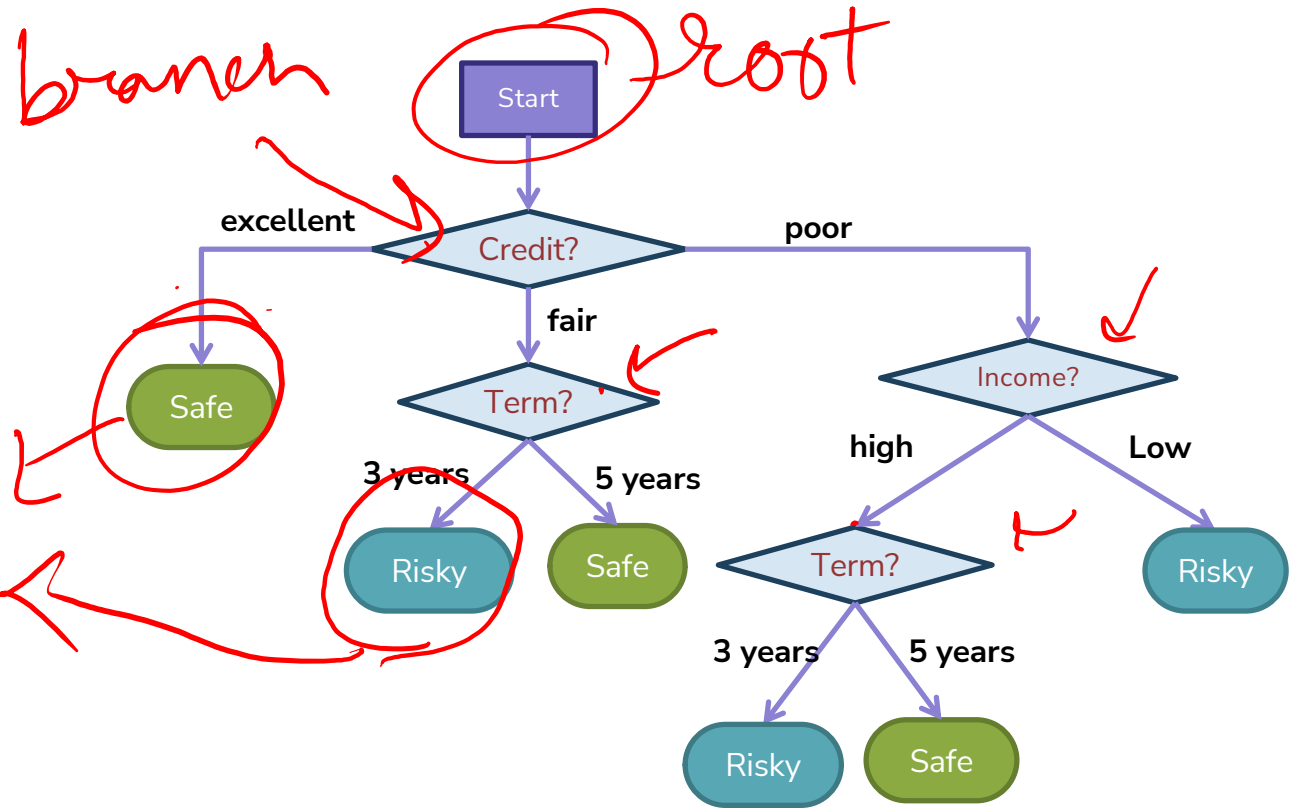 branch
root
Start
excellent
Credit?
poor
fair
Safe
Term?
Income?
3 years
5 years
high
Low
Risky
Safe
Term?
Risky
3 years
5 years
Risky
Safe